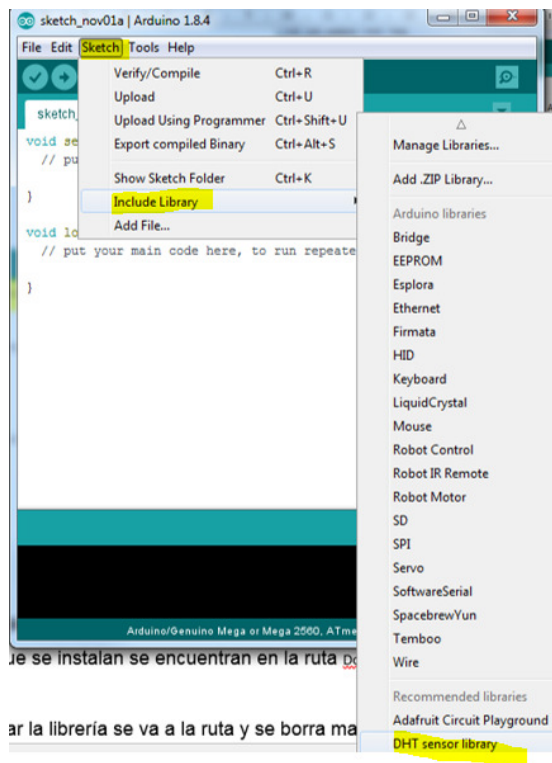 sketch_nov01a | Arduino 1.8.4
File Edit Sketch Tools Help
Verify/Compile Ctrl+R
Upload Ctrl+U
Upload Using Programmer Ctrl+Shift+U
Export compiled Binary Ctrl+Alt+S
Show Sketch Folder Ctrl+K
Include Library
Add File...
sketch_
void se
// pu
}
void lo
// put your main code here, to run repeate
}
Arduino/Genuino Mega or Mega 2560, ATme
Manage Libraries...
Add .ZIP Library...
Arduino libraries
Bridge
EEPROM
Esplora
Ethernet
Firmata
HID
Keyboard
LiquidCrystal
Mouse
Robot Control
Robot IR Remote
Robot Motor
SD
SPI
Servo
SoftwareSerial
SpacebrewYun
Temboo
Wire
Recommended libraries
Adafruit Circuit Playground
DHT sensor library
ue se instalan se encuentran en la ruta
ar la librería se va a la ruta y se borra ma